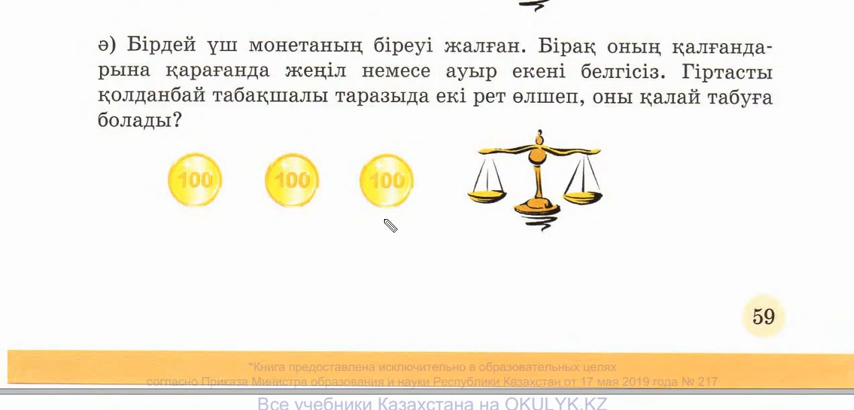 ә) Бірдей үш монетаның біреуі жалған. Бірақ оның қалғанда-
рына қарағанда жеңіл немесе ауыр екені белгісіз. Гіртасты
қолданбай табақшалы таразыда екі рет өлшеп, оны қалай табуға
болады?
100 100 100
59
*Книга предоставлена исключительно в образовательных целях
согласно Приказа Министра образования и науки Республики Казахстан от 17 мая 2019 года № 217
Все учебники Казахстана на OKULYK.KZ